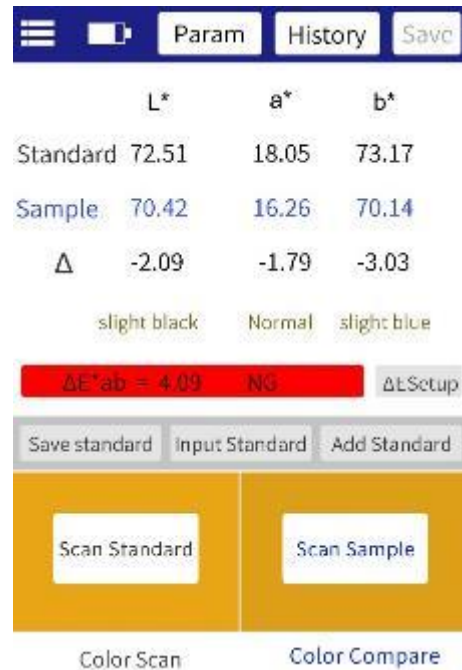 Param History Save
L* a* b*
Standard 72.51 18.05 73.17
Sample 70.42 16.26 70.14
Δ -2.09 -1.79 -3.03
slight black Normal slight blue
ΔE*ab = 4.09 NG ΔESetup
Save standard Input Standard Add Standard
Scan Standard Scan Sample
Color Scan Color Compare